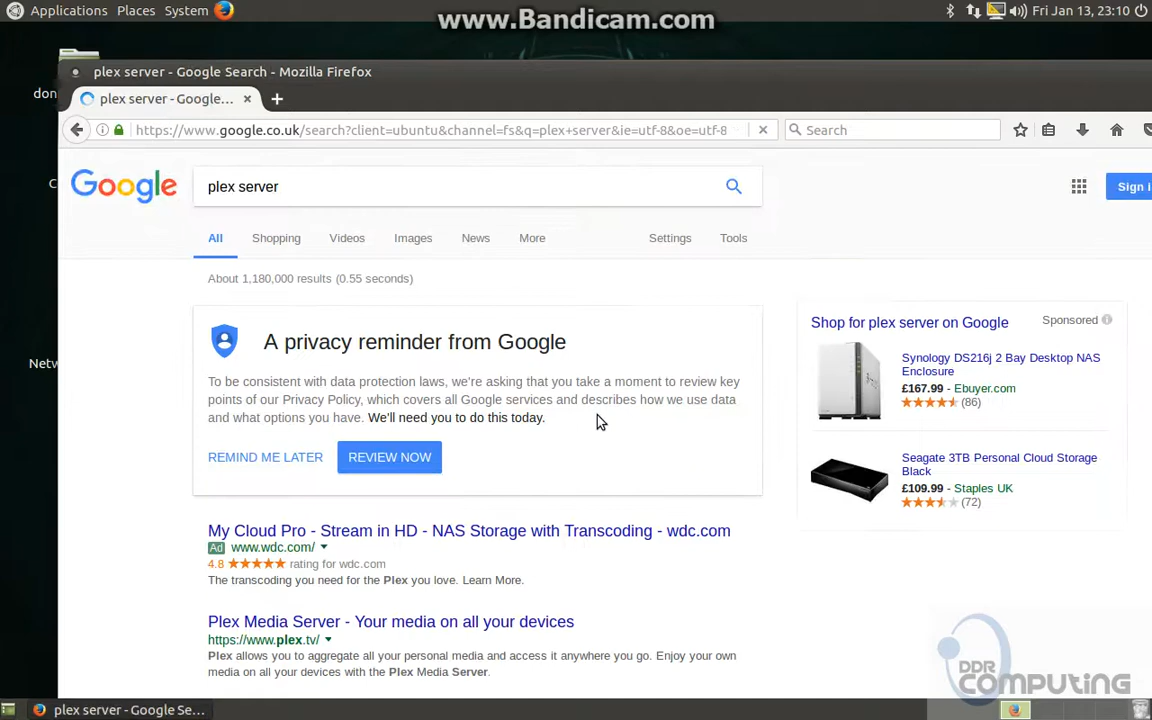 Applications Places System
www.Bandicam.com
Fri Jan 13, 23:10
plex server - Google Search - Mozilla Firefox
don
plex server - Google...
https://www.google.co.uk/search?client=ubuntu&channel=fs&q=plex+server&ie=utf-8&oe=utf-8
Search
Google
plex server
Sign i
All Shopping Videos Images News More Settings Tools
About 1,180,000 results (0.55 seconds)
A privacy reminder from Google
To be consistent with data protection laws, we're asking that you take a moment to review key
points of our Privacy Policy, which covers all Google services and describes how we use data
and what options you have. We'll need you to do this today.
REMIND ME LATER REVIEW NOW
Shop for plex server on Google Sponsored
Synology DS216j 2 Bay Desktop NAS
Enclosure
£167.99 - Ebuyer.com
(86)
Seagate 3TB Personal Cloud Storage
Black
£109.99 - Staples UK
(72)
Netw
My Cloud Pro - Stream in HD - NAS Storage with Transcoding - wdc.com
Ad www.wdc.com/
4.8 rating for wdc.com
The transcoding you need for the Plex you love. Learn More.
Plex Media Server - Your media on all your devices
https://www.plex.tv/
Plex allows you to aggregate all your personal media and access it anywhere you go. Enjoy your own
media on all your devices with the Plex Media Server.
DDR
COMPUTING
plex server - Google Se...